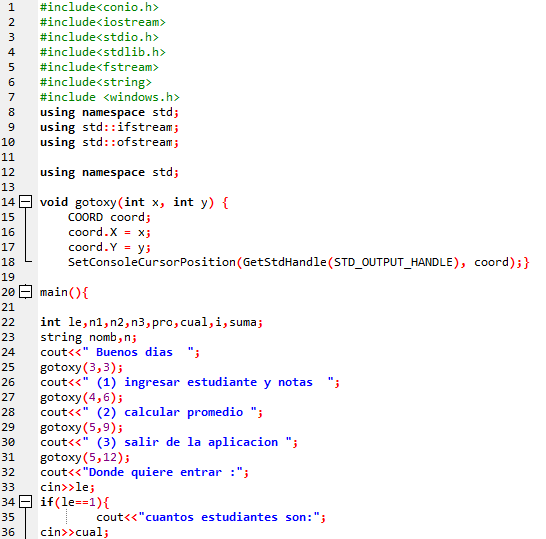 1 #include<conio.h>
2 #include<iostream>
3 #include<stdio.h>
4 #include<stdlib.h>
5 #include<fstream>
6 #include<string>
7 #include <windows.h>
8 using namespace std;
9 using std::ifstream;
10 using std::ofstream;
11
12 using namespace std;
13
14 void gotoxy(int x, int y) {
15 COORD coord;
16 coord.X = x;
17 coord.Y = y;
18 SetConsoleCursorPosition(GetStdHandle(STD_OUTPUT_HANDLE), coord);}
19
20 main(){
21
22 int le,n1,n2,n3,pro,cual,i,suma;
23 string nomb,n;
24 cout<<" Buenos dias  ";
25 gotoxy(3,3);
26 cout<<" (1) ingresar estudiante y notas  ";
27 gotoxy(4,6);
28 cout<<" (2) calcular promedio ";
29 gotoxy(5,9);
30 cout<<" (3) salir de la aplicacion ";
31 gotoxy(5,12);
32 cout<<"Donde quiere entrar :";
33 cin>>le;
34 if(le==1){
35 cout<<"cuantos estudiantes son:";
36 cin>>cual;